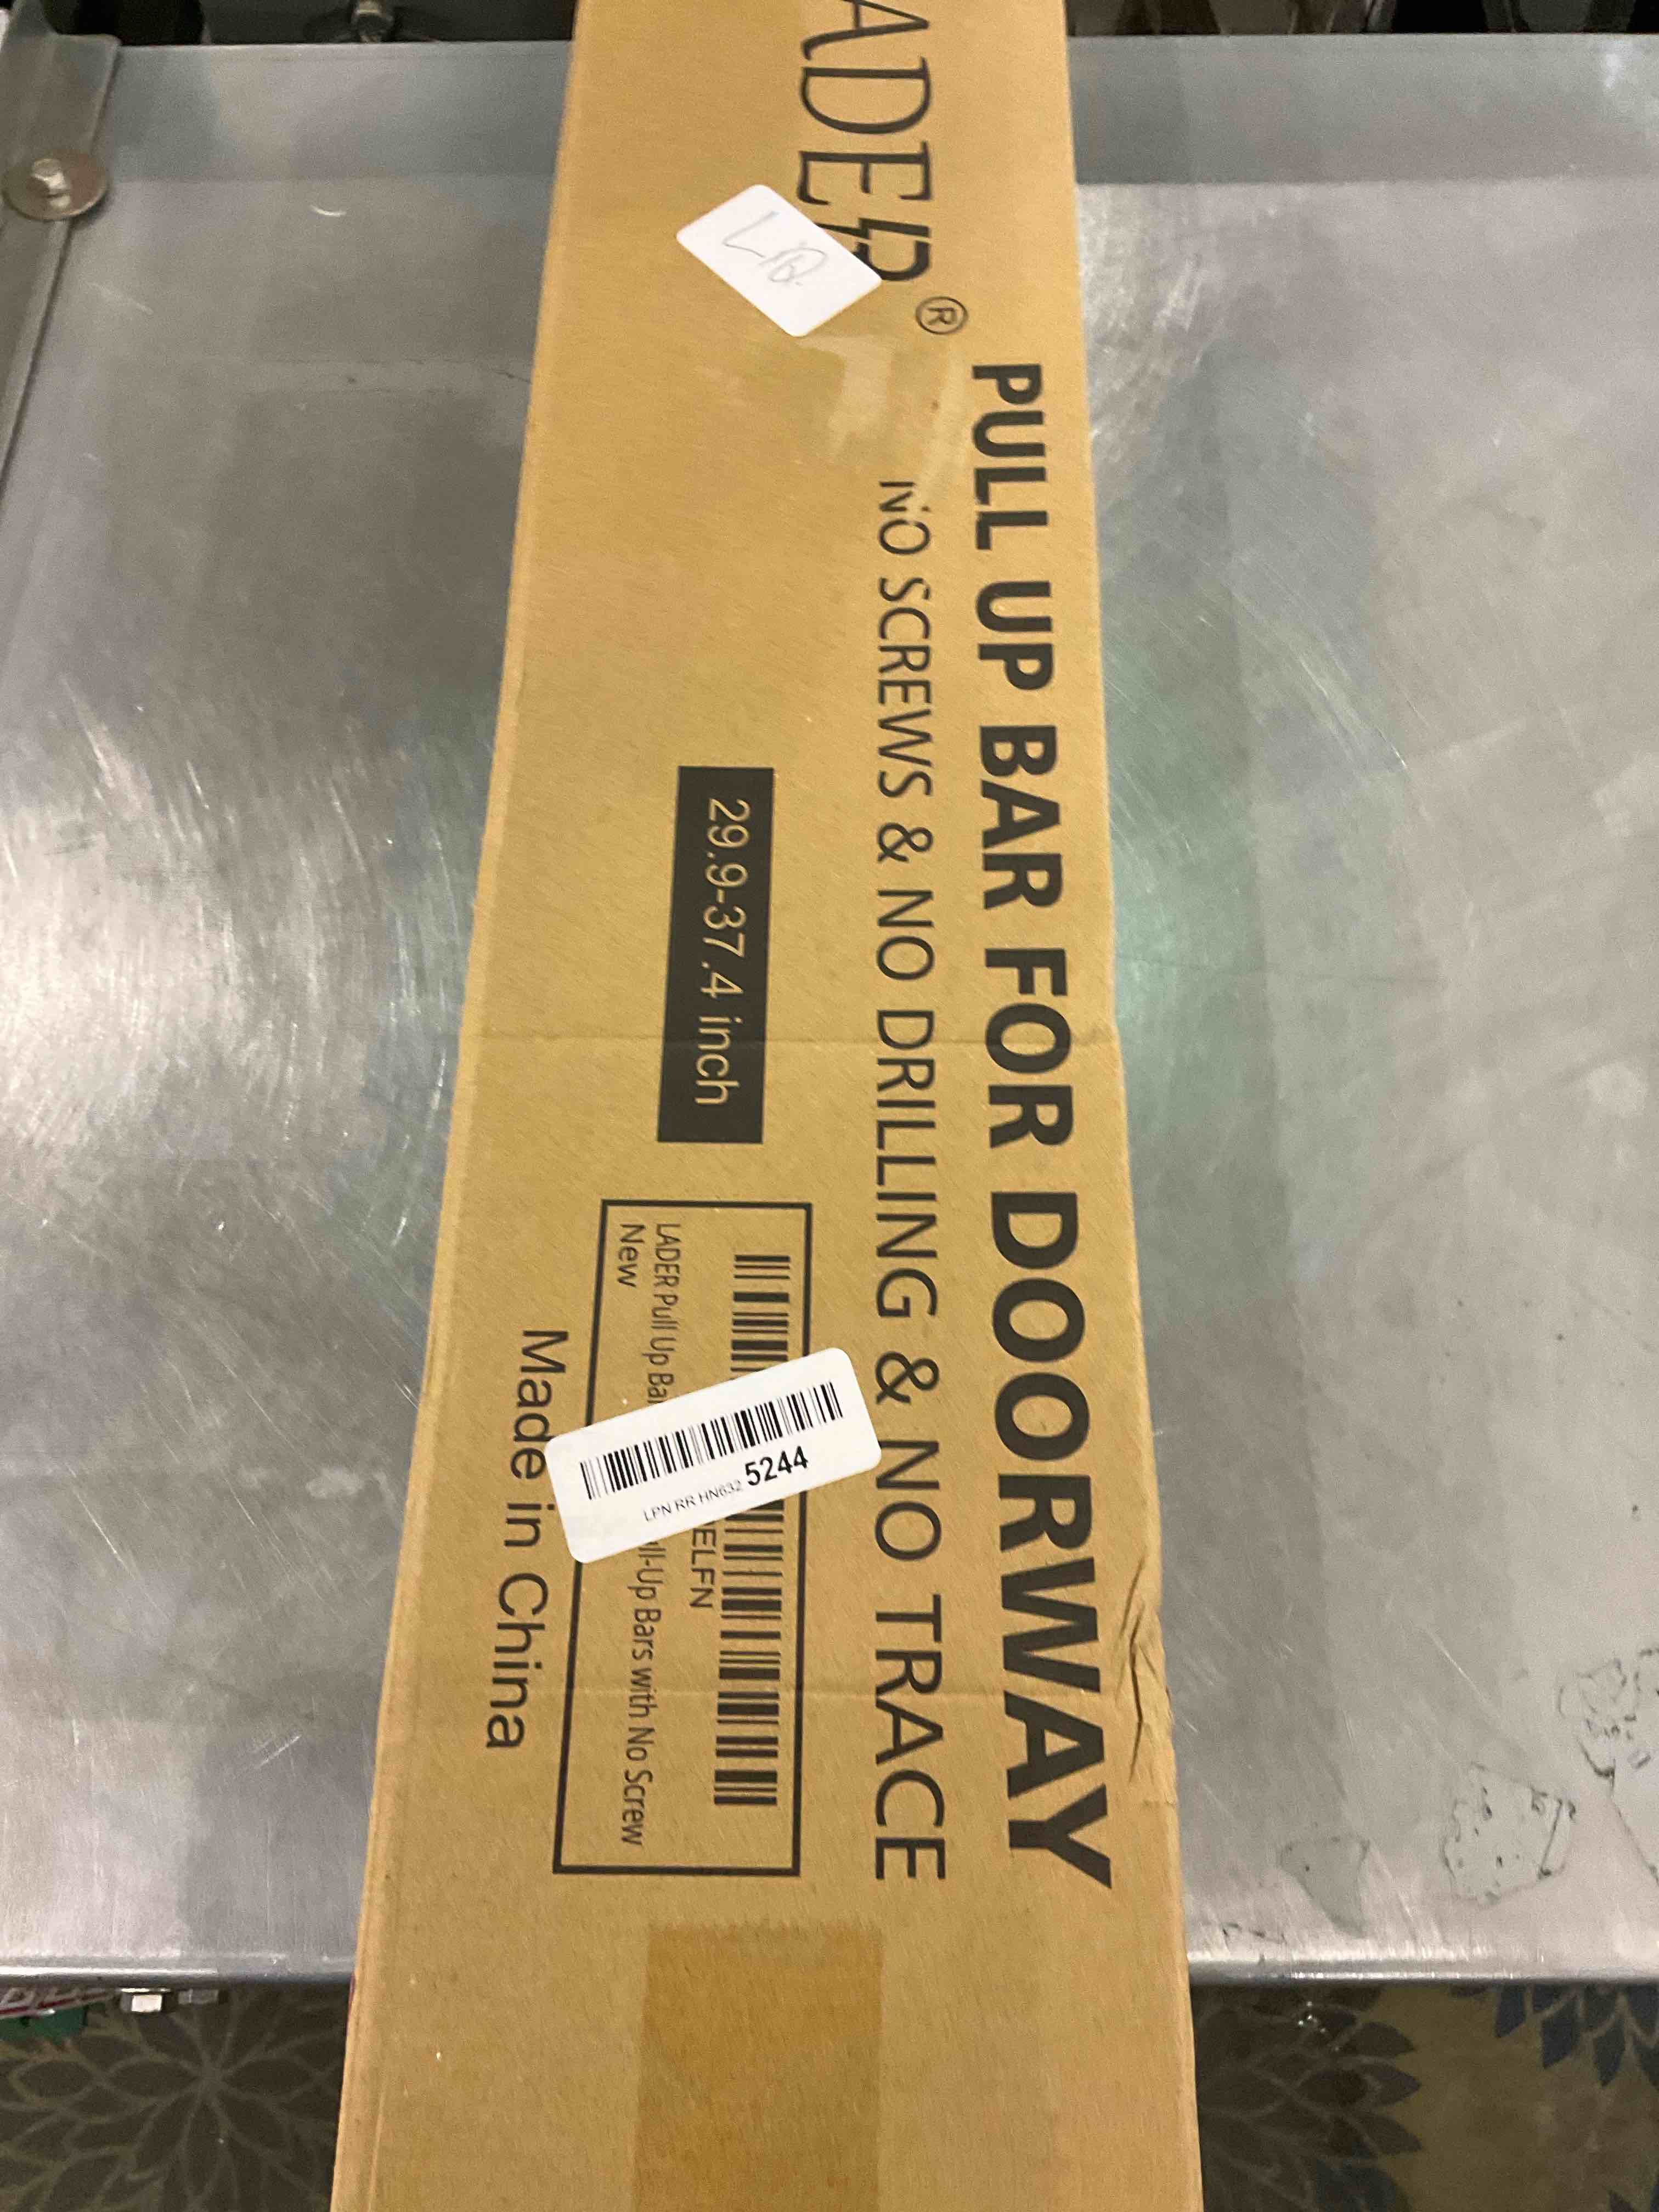 ADER®
PULL UP BAR FOR DOORWAY
NO SCREWS & NO DRILLING & NO TRACE
29.9-37.4 inch
ELFN
LADER Pull Up Ba ll-Up Bars with No Screw
New
LPN RR HN632 5244
Made in China